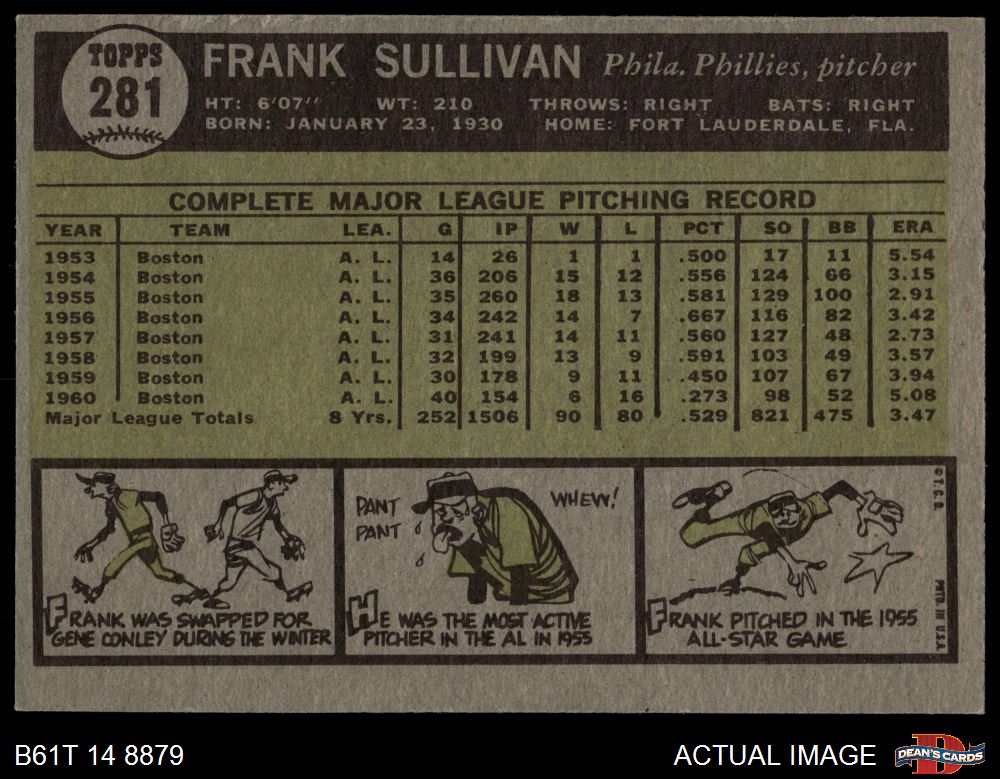 TOPPS
281
FRANK SULLIVAN Phila. Phillies, pitcher
HT: 6'07" WT: 210 THROWS: RIGHT BATS: RIGHT
BORN: JANUARY 23, 1930 HOME: FORT LAUDERDALE, FLA.
COMPLETE MAJOR LEAGUE PITCHING RECORD
YEAR TEAM LEA. G IP W L PCT SO BB ERA
1953 Boston A. L. 14 26 1 1 .500 17 11 5.54
1954 Boston A. L. 36 206 15 12 .556 124 66 3.15
1955 Boston A. L. 35 260 18 13 .581 129 100 2.91
1956 Boston A. L. 34 242 14 7 .667 116 82 3.42
1957 Boston A. L. 31 241 14 11 .560 127 48 2.73
1958 Boston A. L. 32 199 13 9 .591 103 49 3.57
1959 Boston A. L. 30 178 9 11 .450 107 67 3.94
1960 Boston A. L. 40 154 6 16 .273 98 52 5.08
Major League Totals 8 Yrs. 252 1506 90 80 .529 821 475 3.47
FRANK WAS SWAPPED FOR
GENE CONLEY DURING THE WINTER
PANT
PANT
WHEW!
HE WAS THE MOST ACTIVE
PITCHER IN THE AL IN 1955
FRANK PITCHED IN THE 1955
ALL-STAR GAME
© T.C.G.
PRTD. IN U.S.A.
B61T 14 8879
ACTUAL IMAGE
D
DEAN'S CARDS